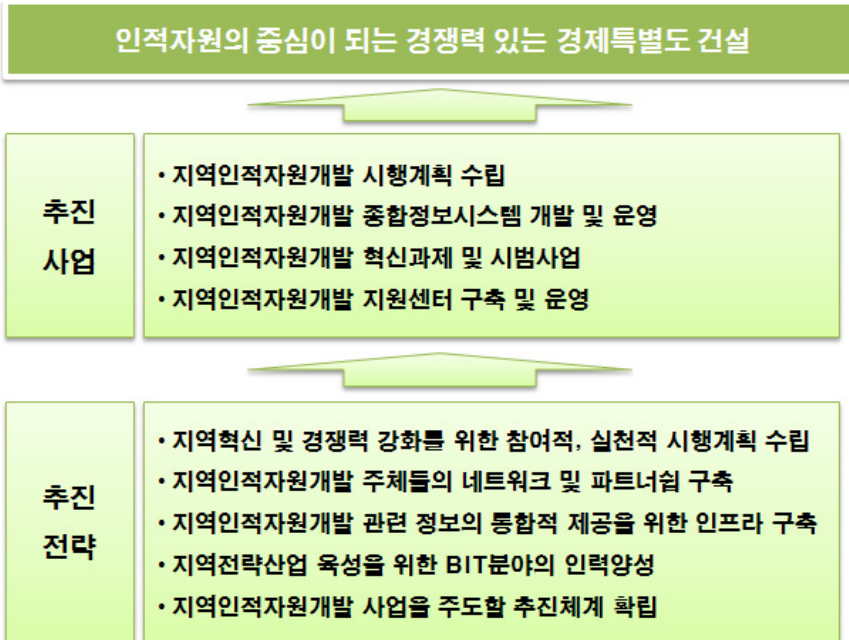 인적자원의 중심이 되는 경쟁력 있는 경제특별도 건설
추진
사업
• 지역인적자원개발 시행계획 수립
• 지역인적자원개발 종합정보시스템 개발 및 운영
• 지역인적자원개발 혁신과제 및 시범사업
• 지역인적자원개발 지원센터 구축 및 운영
추진
전략
• 지역혁신 및 경쟁력 강화를 위한 참여적, 실천적 시행계획 수립
• 지역인적자원개발 주체들의 네트워크 및 파트너쉽 구축
• 지역인적자원개발 관련 정보의 통합적 제공을 위한 인프라 구축
• 지역전략산업 육성을 위한 BIT분야의 인력양성
• 지역인적자원개발 사업을 주도할 추진체계 확립